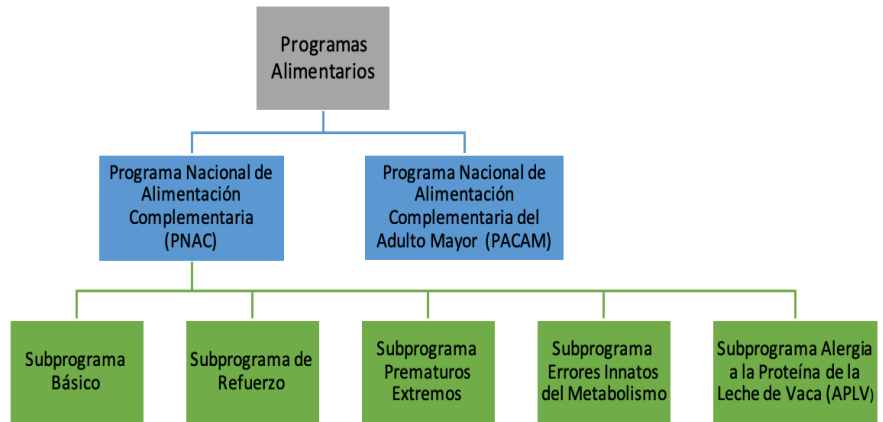 Programas
Alimentarios
Programa Nacional de
Alimentación
Complementaria
(PNAC)
Programa Nacional de
Alimentación
Complementaria del
Adulto Mayor (PACAM)
Subprograma
Básico
Subprograma de
Refuerzo
Subprograma
Prematuros
Extremos
Subprograma
Errores Innatos
del Metabolismo
Subprograma Alergia
a la Proteína de la
Leche de Vaca (APLV)